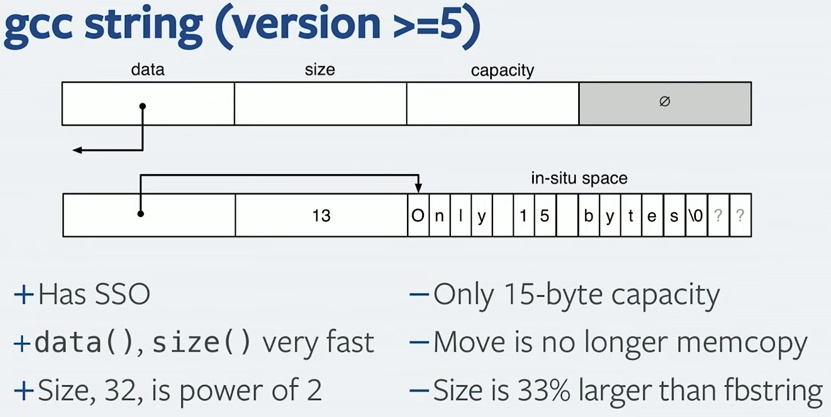 gcc string (version >=5)
data size capacity
∅
in-situ space
13 O n l y 1 5 b y t e s \0 ? ?
+Has SSO
−Only 15-byte capacity
+data(), size() very fast
−Move is no longer memcopy
+Size, 32, is power of 2
−Size is 33% larger than fbstring